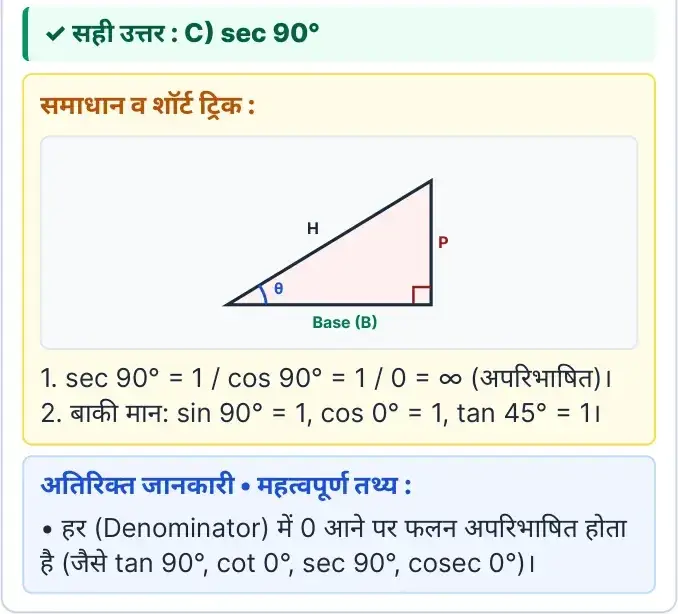 ✓ सही उत्तर : C) sec 90°
समाधान व शॉर्ट ट्रिक :
H
P
θ
Base (B)
1. sec 90° = 1 / cos 90° = 1 / 0 = ∞ (अपरिभाषित)।
2. बाकी मान: sin 90° = 1, cos 0° = 1, tan 45° = 1।
अतिरिक्त जानकारी • महत्वपूर्ण तथ्य :
• हर (Denominator) में 0 आने पर फलन अपरिभाषित होता
है (जैसे tan 90°, cot 0°, sec 90°, cosec 0°)।